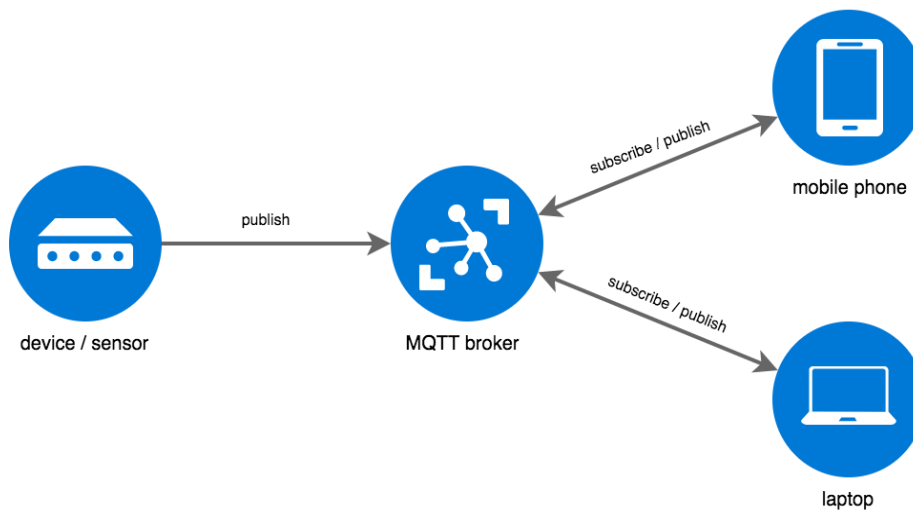 subscribe / publish
mobile phone
publish
device / sensor
MQTT broker
subscribe / publish
laptop